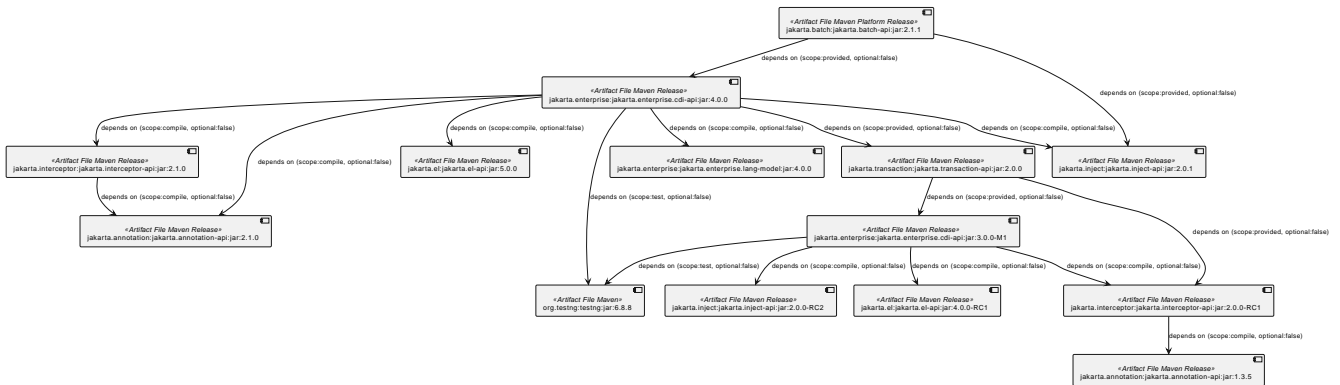 «Artifact File Maven Platform Release»
jakarta.batch:jakarta.batch-api:jar:2.1.1
depends on (scope:provided, optional:false)
«Artifact File Maven Release»
jakarta.enterprise:jakarta.enterprise.cdi-api:jar:4.0.0
depends on (scope:provided, optional:false)
depends on (scope:compile, optional:false)
depends on (scope:compile, optional:false)
depends on (scope:compile, optional:false)
depends on (scope:provided, optional:false)
depends on (scope:compile, optional:false)
depends on (scope:compile, optional:false)
«Artifact File Maven Release»
jakarta.interceptor:jakarta.interceptor-api:jar:2.1.0
«Artifact File Maven Release»
jakarta.el:jakarta.el-api:jar:5.0.0
«Artifact File Maven Release»
jakarta.enterprise:jakarta.enterprise.lang-model:jar:4.0.0
«Artifact File Maven Release»
jakarta.transaction:jakarta.transaction-api:jar:2.0.0
«Artifact File Maven Release»
jakarta.inject:jakarta.inject-api:jar:2.0.1
depends on (scope:compile, optional:false)
depends on (scope:test, optional:false)
depends on (scope:provided, optional:false)
«Artifact File Maven Release»
jakarta.annotation:jakarta.annotation-api:jar:2.1.0
«Artifact File Maven Release»
jakarta.enterprise:jakarta.enterprise.cdi-api:jar:3.0.0-M1
depends on (scope:provided, optional:false)
depends on (scope:test, optional:false)
depends on (scope:compile, optional:false)
depends on (scope:compile, optional:false)
depends on (scope:compile, optional:false)
«Artifact File Maven»
org.testng:testng:jar:6.8.8
«Artifact File Maven Release»
jakarta.inject:jakarta.inject-api:jar:2.0.0-RC2
«Artifact File Maven Release»
jakarta.el:jakarta.el-api:jar:4.0.0-RC1
«Artifact File Maven Release»
jakarta.interceptor:jakarta.interceptor-api:jar:2.0.0-RC1
depends on (scope:compile, optional:false)
«Artifact File Maven Release»
jakarta.annotation:jakarta.annotation-api:jar:1.3.5